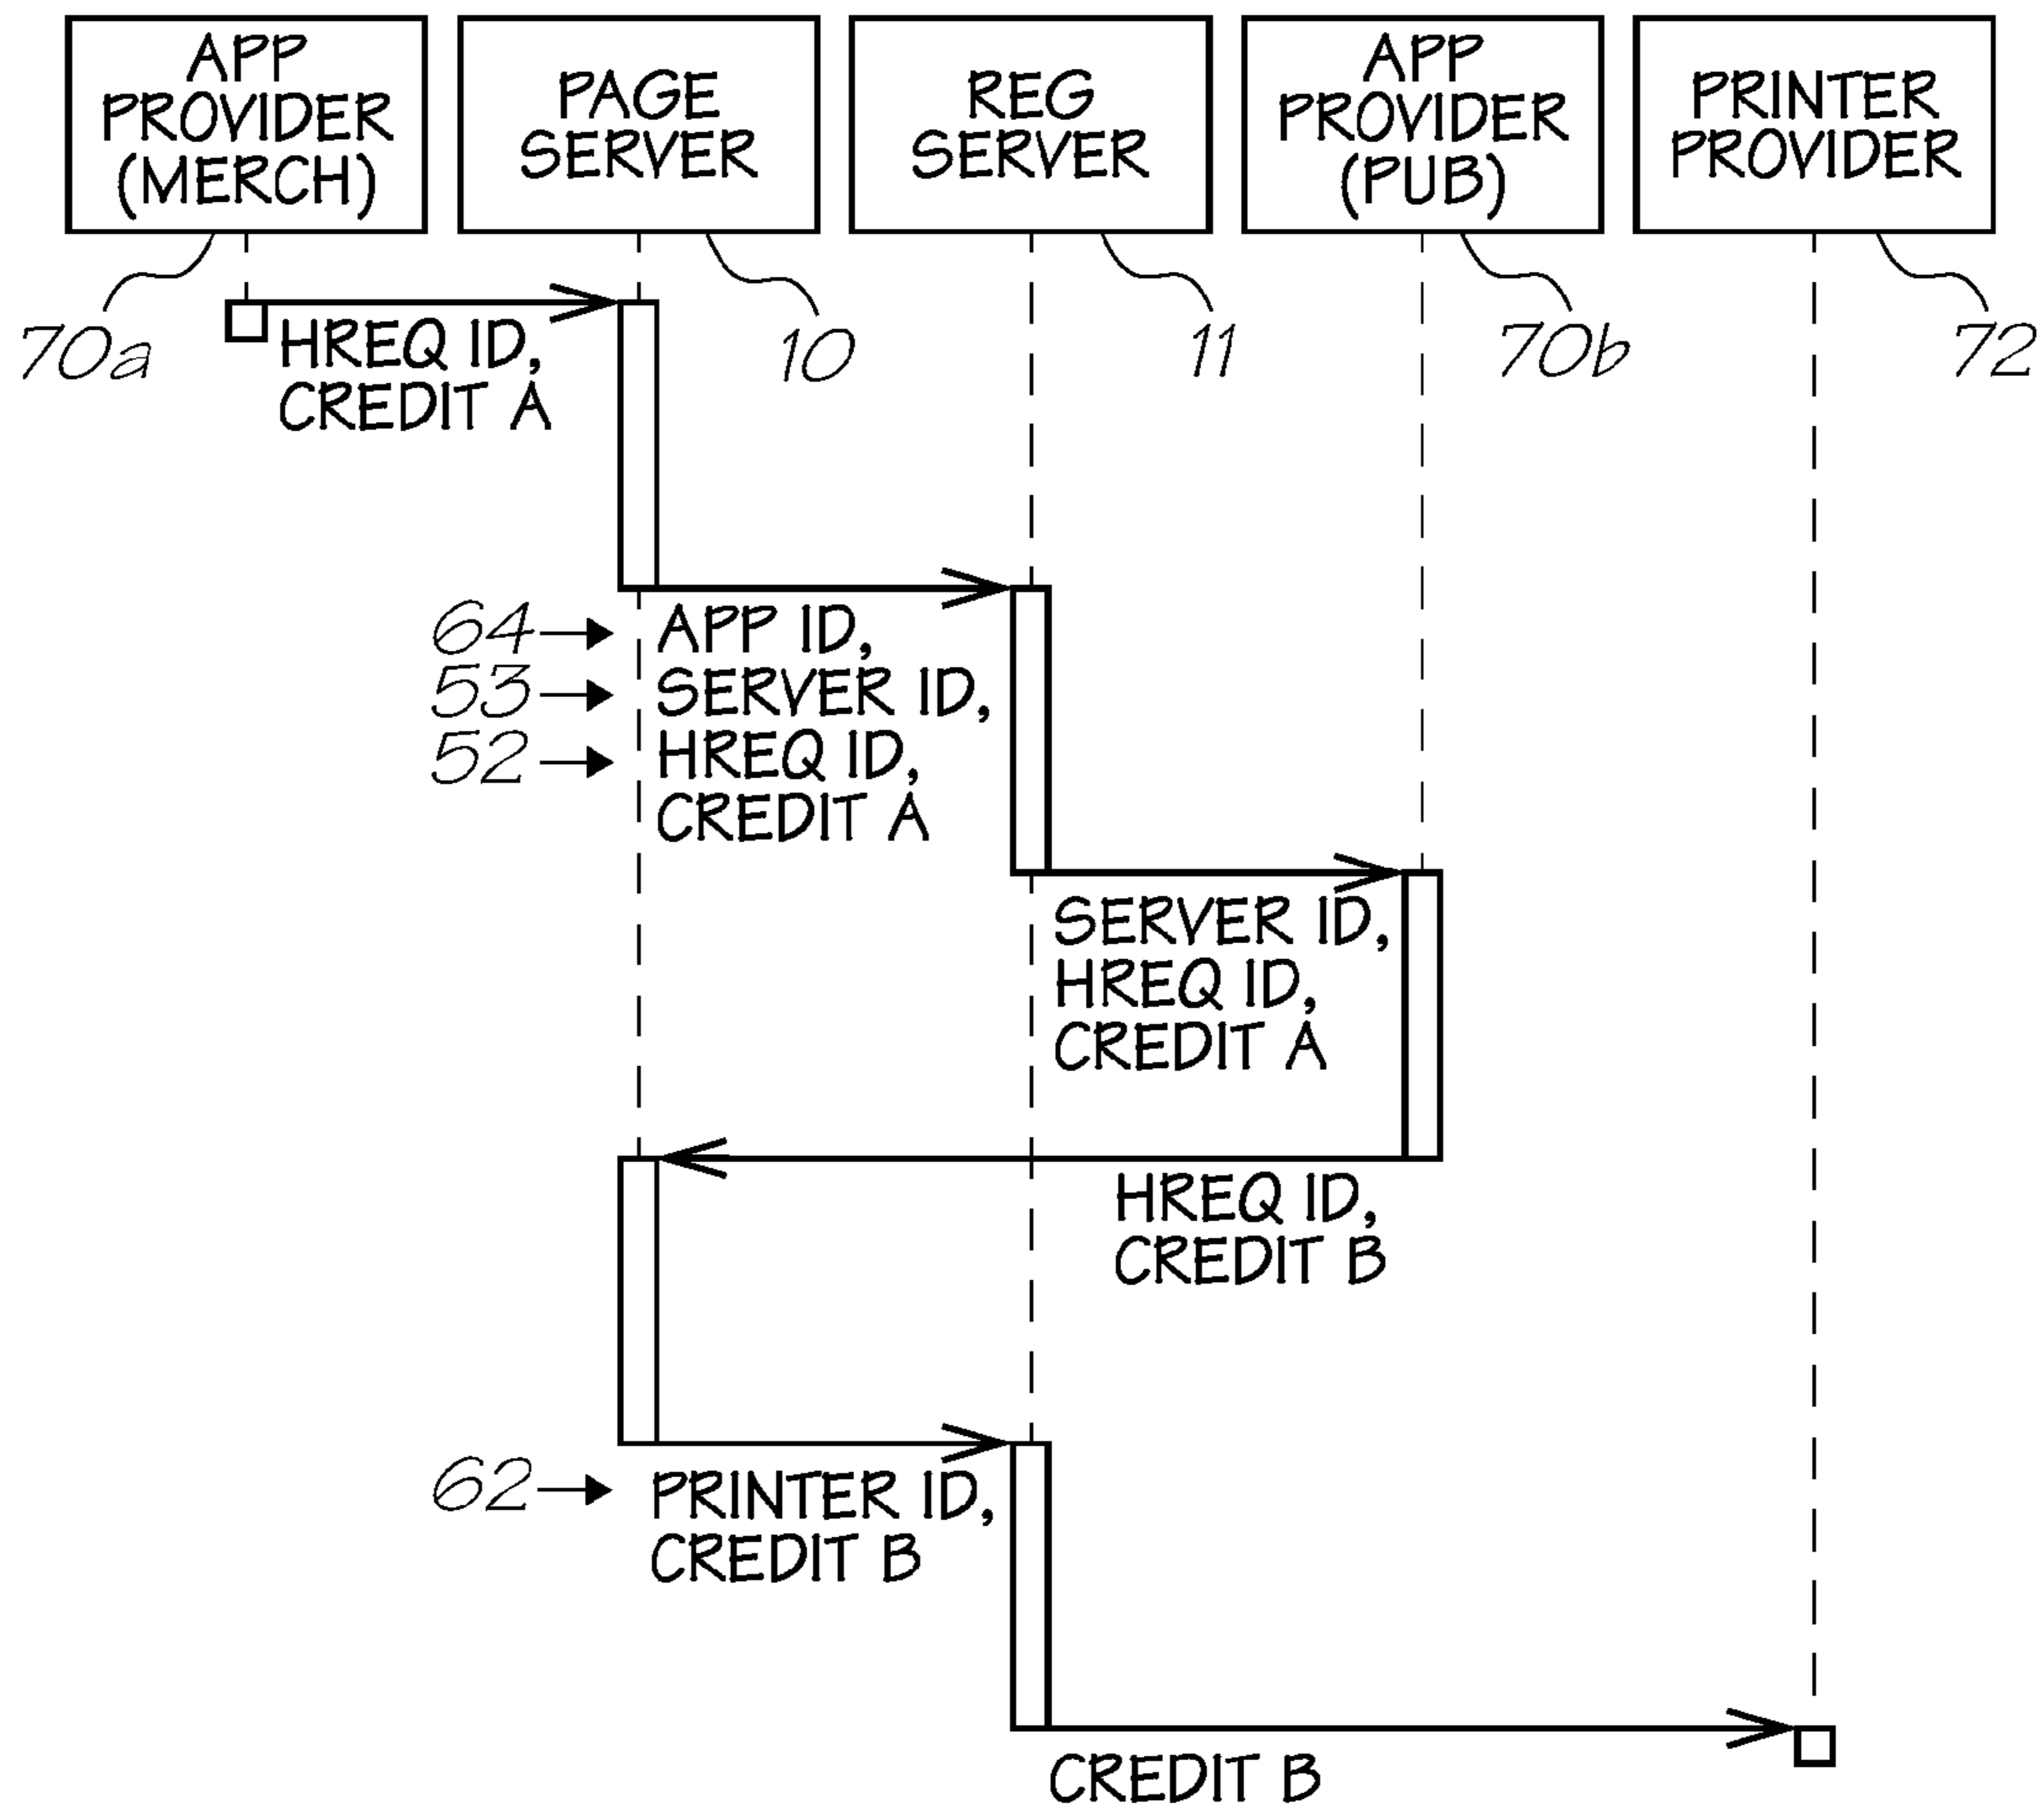 APP
PROVIDER
(MERCH)
PAGE
SERVER
REG
SERVER
APP
PROVIDER
(PUB)
PRINTER
PROVIDER
70a
10
11
70b
72
HREQ ID,
CREDIT A
64
APP ID,
53
SERVER ID,
52
HREQ ID,
CREDIT A
SERVER ID,
HREQ ID,
CREDIT A
HREQ ID,
CREDIT B
62
PRINTER ID,
CREDIT B
CREDIT B